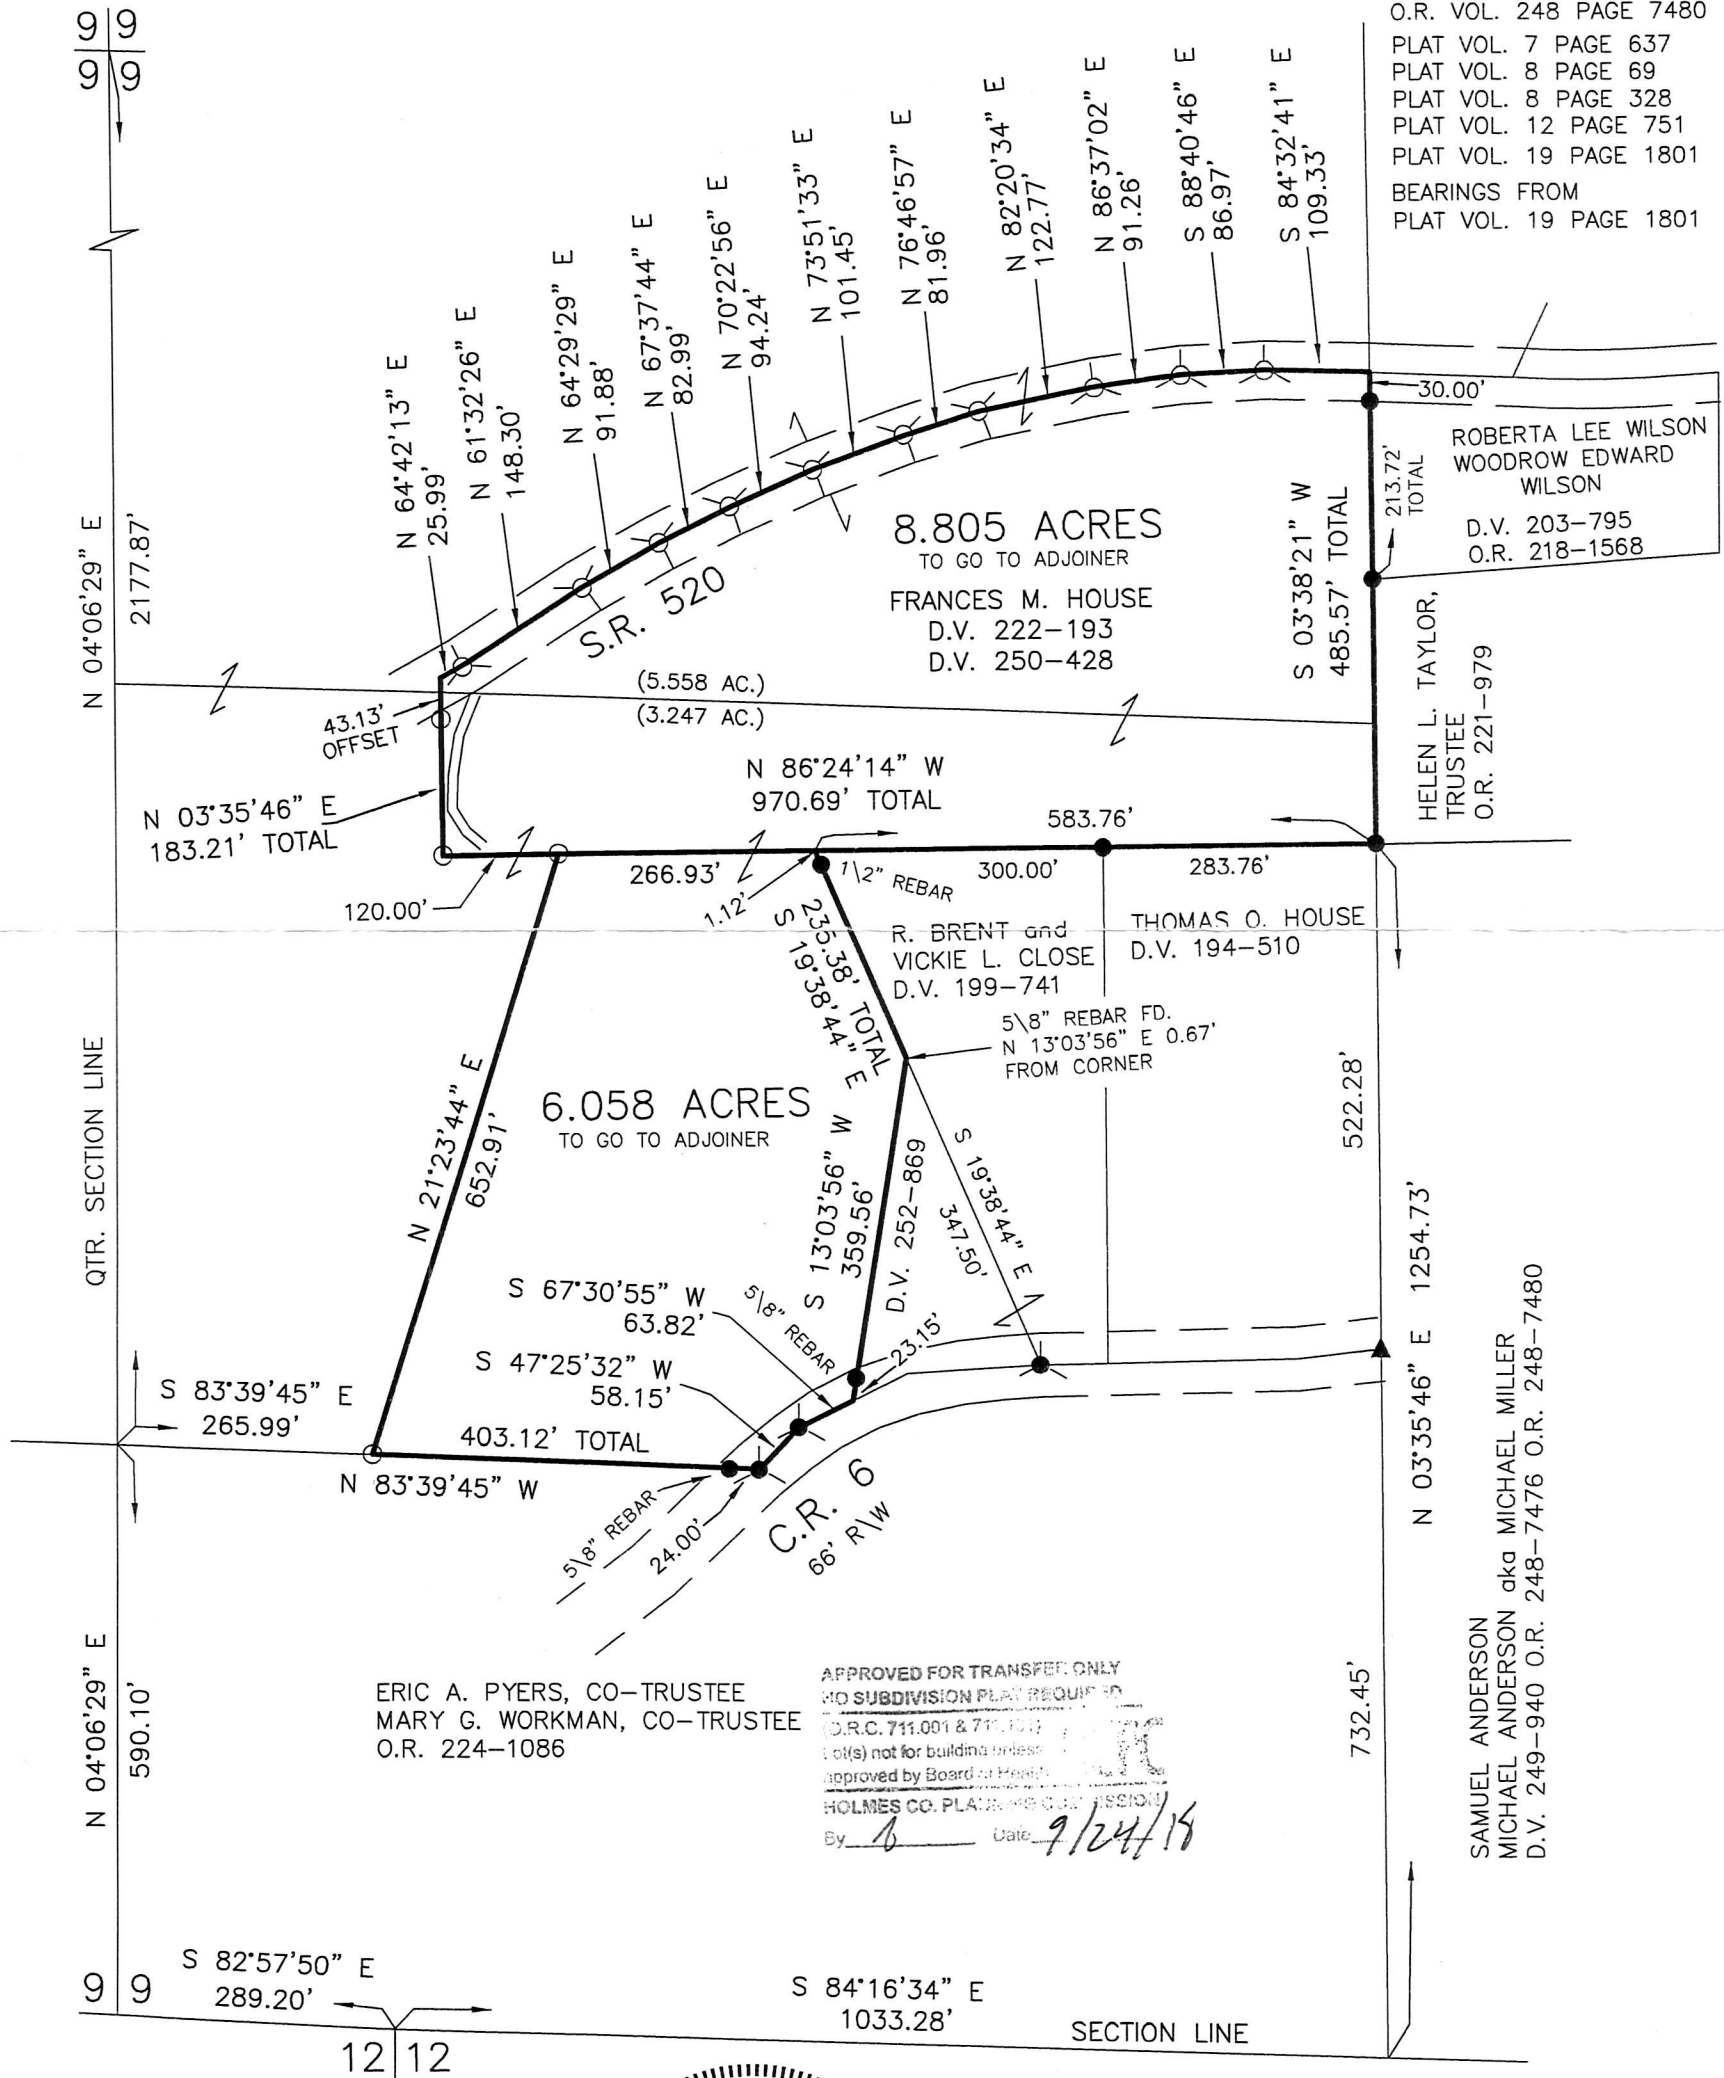 9 9
9 9
O.R. VOL. 248 PAGE 7480
PLAT VOL. 7 PAGE 637
PLAT VOL. 8 PAGE 69
PLAT VOL. 8 PAGE 328
PLAT VOL. 12 PAGE 751
PLAT VOL. 19 PAGE 1801
BEARINGS FROM
PLAT VOL. 19 PAGE 1801
N 64°42'13" E
25.99'
N 61°32'26" E
148.30'
N 64°29'29" E
91.88'
N 67°37'44" E
82.99'
N 70°22'56" E
94.24'
N 73°51'33" E
101.45'
N 76°46'57" E
81.96'
N 82°20'34" E
122.77'
N 86°37'02" E
91.26'
S 88°40'46" E
86.97'
S 84°32'41" E
109.33'
30.00'
ROBERTA LEE WILSON
WOODROW EDWARD
WILSON
D.V. 203-795
O.R. 218-1568
213.72'
TOTAL
S 03°38'21" W
485.57' TOTAL
8.805 ACRES
TO GO TO ADJOINER
FRANCES M. HOUSE
D.V. 222-193
D.V. 250-428
S.R. 520
N 04°06'29" E
2177.87'
(5.558 AC.)
(3.247 AC.)
43.13'
OFFSET
HELEN L. TAYLOR,
TRUSTEE
O.R. 221-979
N 03°35'46" E
183.21' TOTAL
N 86°24'14" W
970.69' TOTAL
583.76'
120.00'
266.93'
1.12'
1\2" REBAR
300.00'
283.76'
235.38' TOTAL
S 19°38'44" E
R. BRENT and
VICKIE L. CLOSE
D.V. 199-741
THOMAS O. HOUSE
D.V. 194-510
5\8" REBAR FD.
N 13°03'56" E 0.67'
FROM CORNER
QTR. SECTION LINE
N 21°23'44" E
652.91'
6.058 ACRES
TO GO TO ADJOINER
S 13°03'56" W
359.56'
D.V. 252-869
S 19°38'44" E
347.50'
522.28'
N 03°35'46" E 1254.73'
S 67°30'55" W
63.82'
5\8" REBAR
23.15'
S 47°25'32" W
58.15'
S 83°39'45" E
265.99'
403.12' TOTAL
N 83°39'45" W
5\8" REBAR
24.00'
C.R. 6
66' R\W
SAMUEL ANDERSON
MICHAEL ANDERSON aka MICHAEL MILLER
D.V. 249-940 O.R. 248-7476 O.R. 248-7480
N 04°06'29" E
590.10'
ERIC A. PYERS, CO-TRUSTEE
MARY G. WORKMAN, CO-TRUSTEE
O.R. 224-1086
APPROVED FOR TRANSFER ONLY
NO SUBDIVISION PLAT REQUIRED
(O.R.C. 711.001 &
Lot(s) not for building unless
approved by Board of Health
HOLMES CO. PLANNING COMMISSION
By Date 9/24/18
732.45'
9 9
S 82°57'50" E
289.20'
S 84°16'34" E
1033.28'
SECTION LINE
12 12